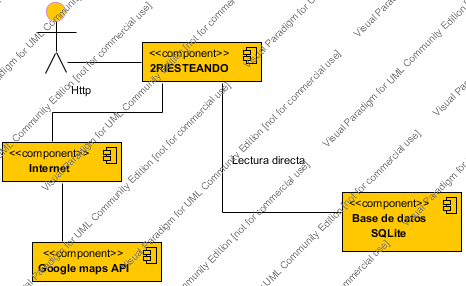 <<component>>
2RIESTEANDO
Http
<<component>>
Internet
Lectura directa
<<component>>
Base de datos
SQLite
<<component>>
Google maps API
Visual Paradigm for UML Community Edition [not for commercial use]